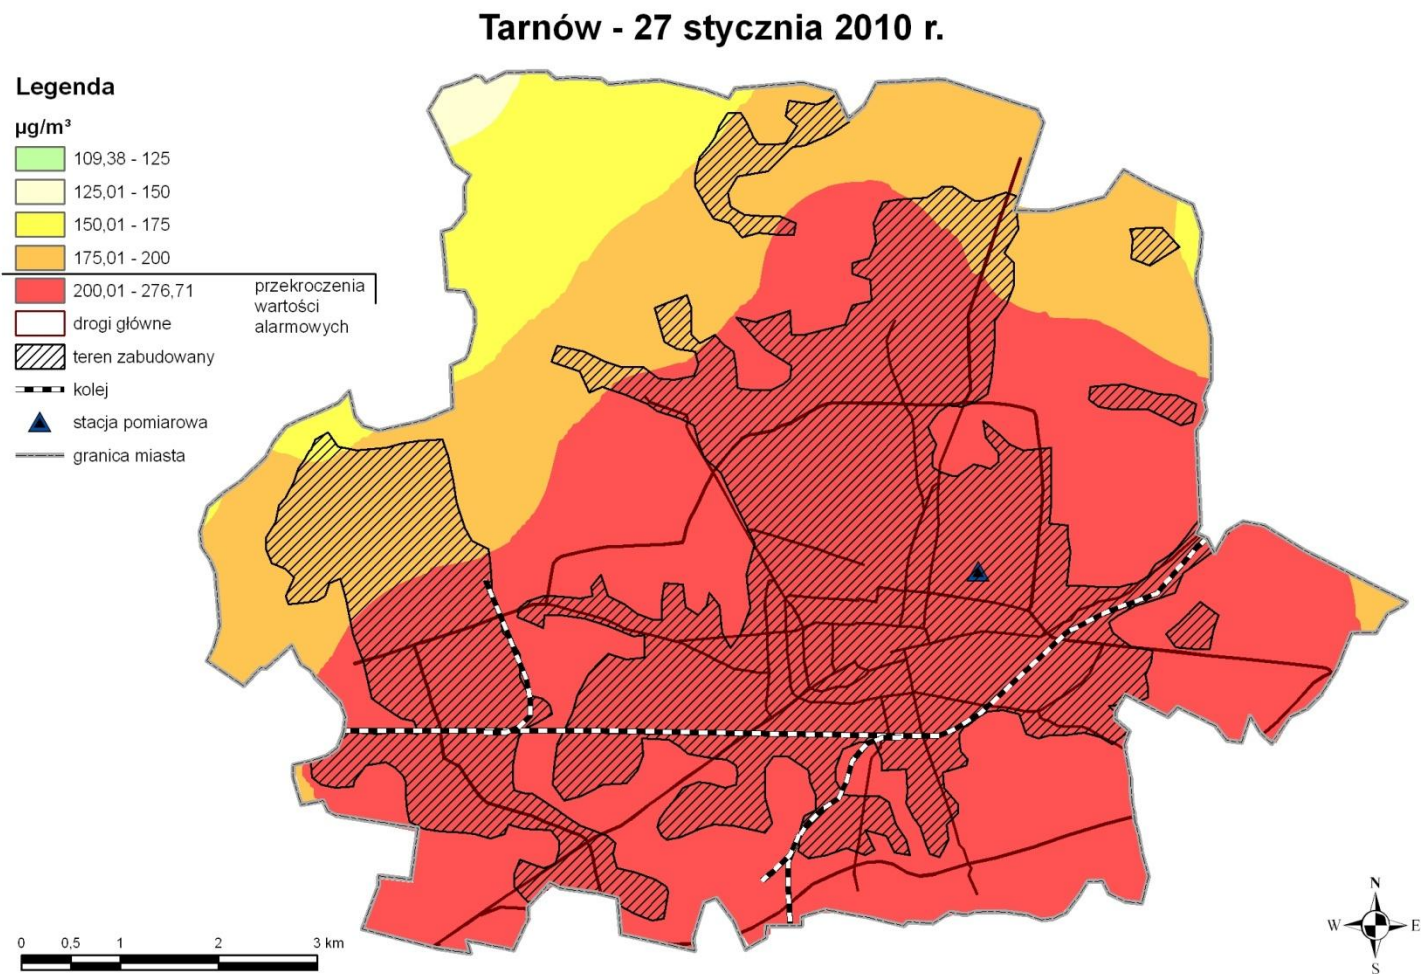 Tarnów - 27 stycznia 2010 r.
Legenda
µg/m³
109,38 - 125
125,01 - 150
150,01 - 175
175,01 - 200
200,01 - 276,71
przekroczenia
wartości
alarmowych
drogi główne
teren zabudowany
kolej
stacja pomiarowa
granica miasta
0 0,5 1 2 3 km
N
W E
S